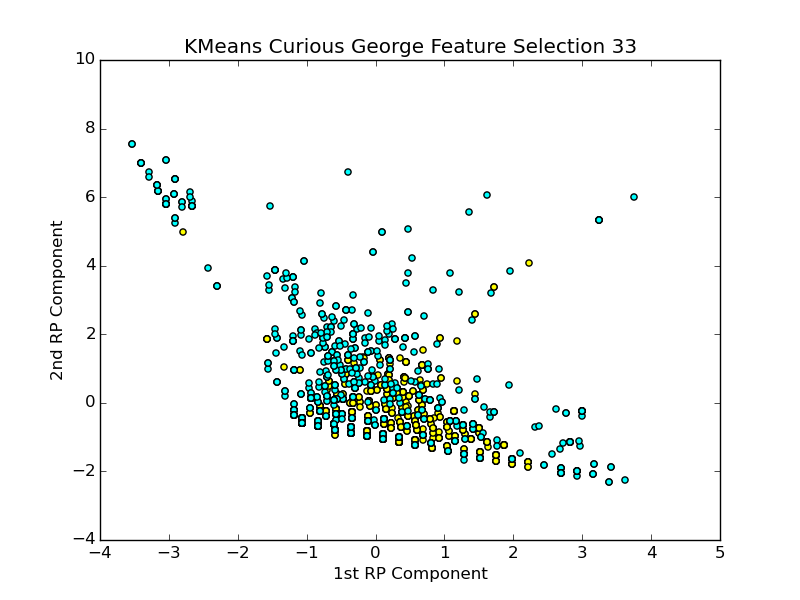 KMeans Curious George Feature Selection 33
10
8
6
4
2
0
−2
−4
2nd RP Component
−4 −3 −2 −1 0 1 2 3 4 5
1st RP Component